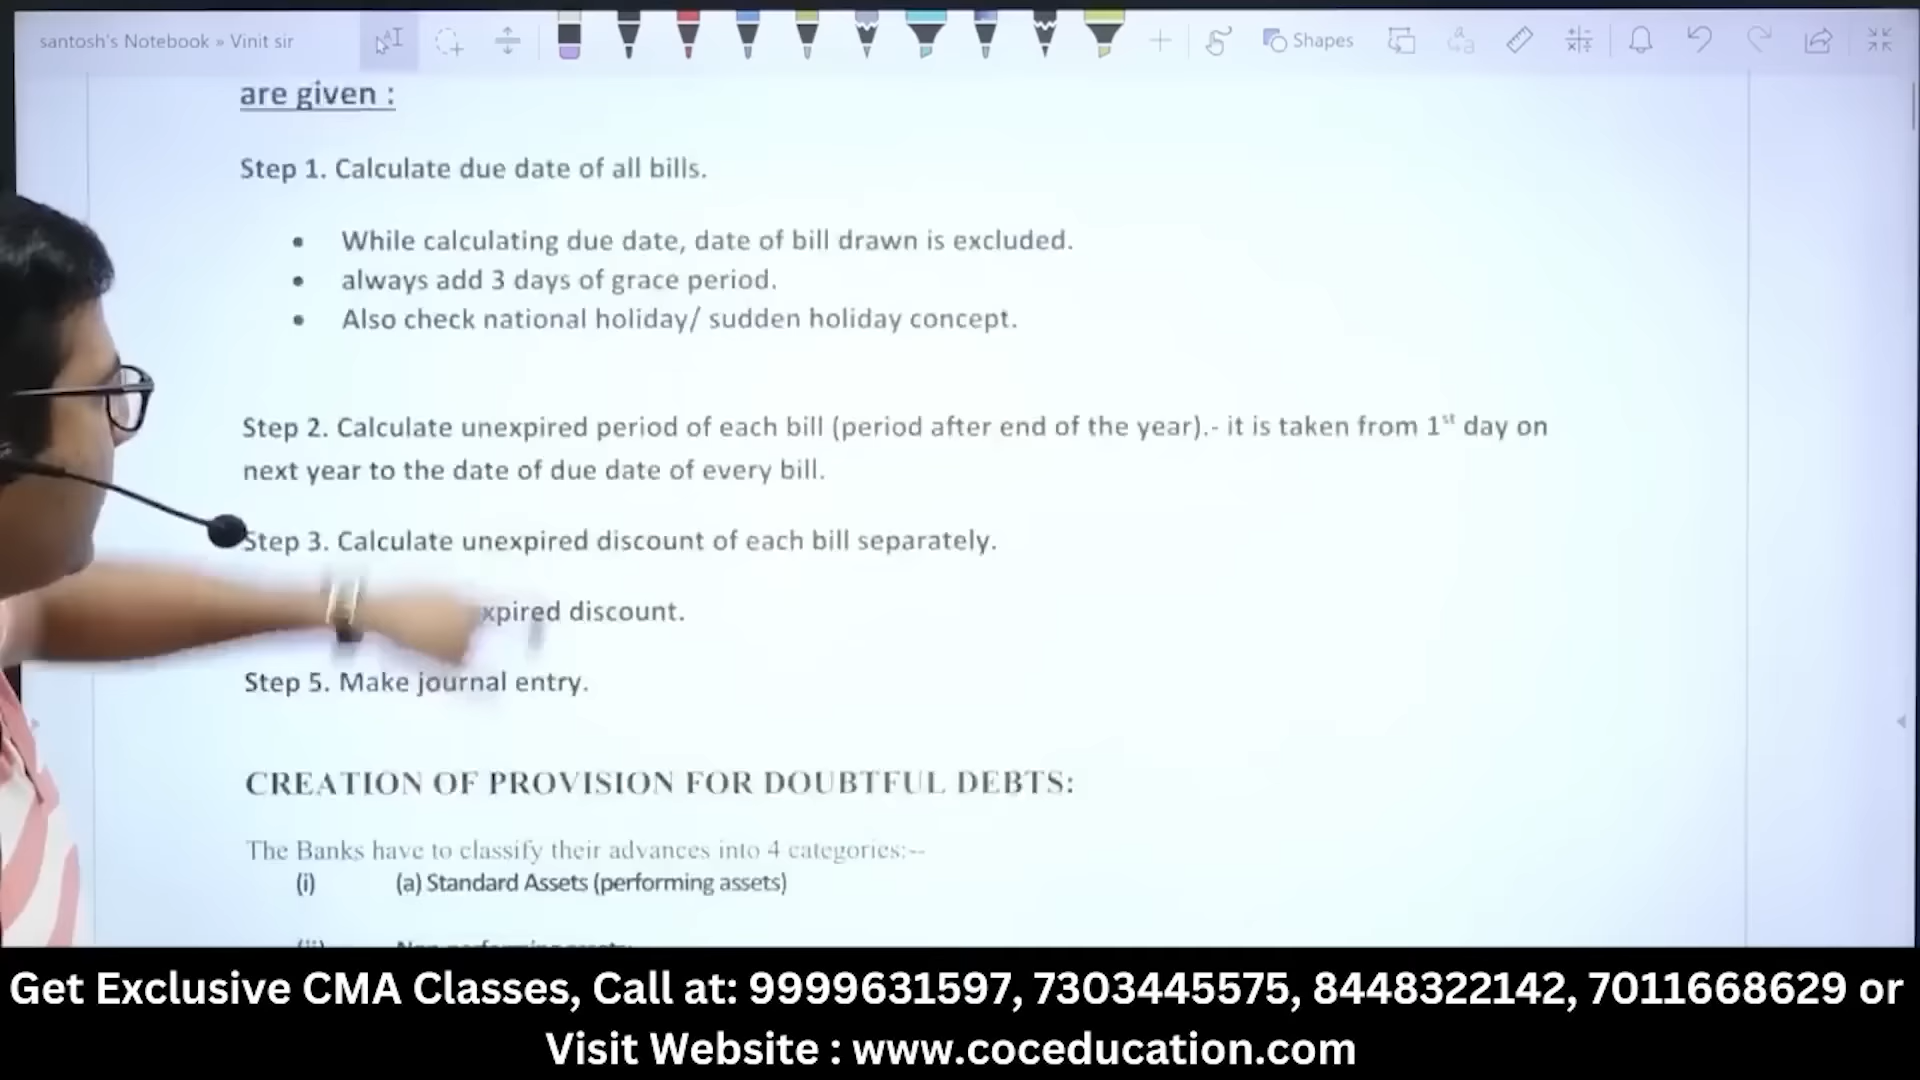 santosh's Notebook » Vinit sir
Shapes
are given :
Step 1. Calculate due date of all bills.
• While calculating due date, date of bill drawn is excluded.
• always add 3 days of grace period.
• Also check national holiday/ sudden holiday concept.
Step 2. Calculate unexpired period of each bill (period after end of the year).- it is taken from 1st day on
next year to the date of due date of every bill.
Step 3. Calculate unexpired discount of each bill separately.
xpired discount.
Step 5. Make journal entry.
CREATION OF PROVISION FOR DOUBTFUL DEBTS:
The Banks have to classify their advances into 4 categories:--
(i) (a) Standard Assets (performing assets)
Get Exclusive CMA Classes, Call at: 9999631597, 7303445575, 8448322142, 7011668629 or
Visit Website : www.coceducation.com